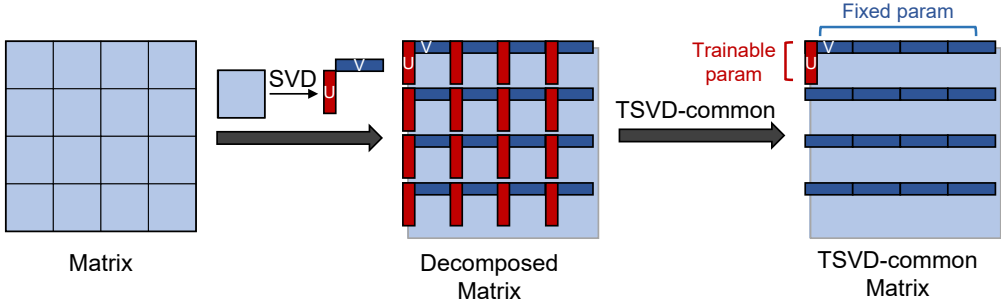 Fixed param
SVD
V
U
V
U
Trainable
param
V
U
TSVD-common
Matrix
Decomposed
Matrix
TSVD-common
Matrix